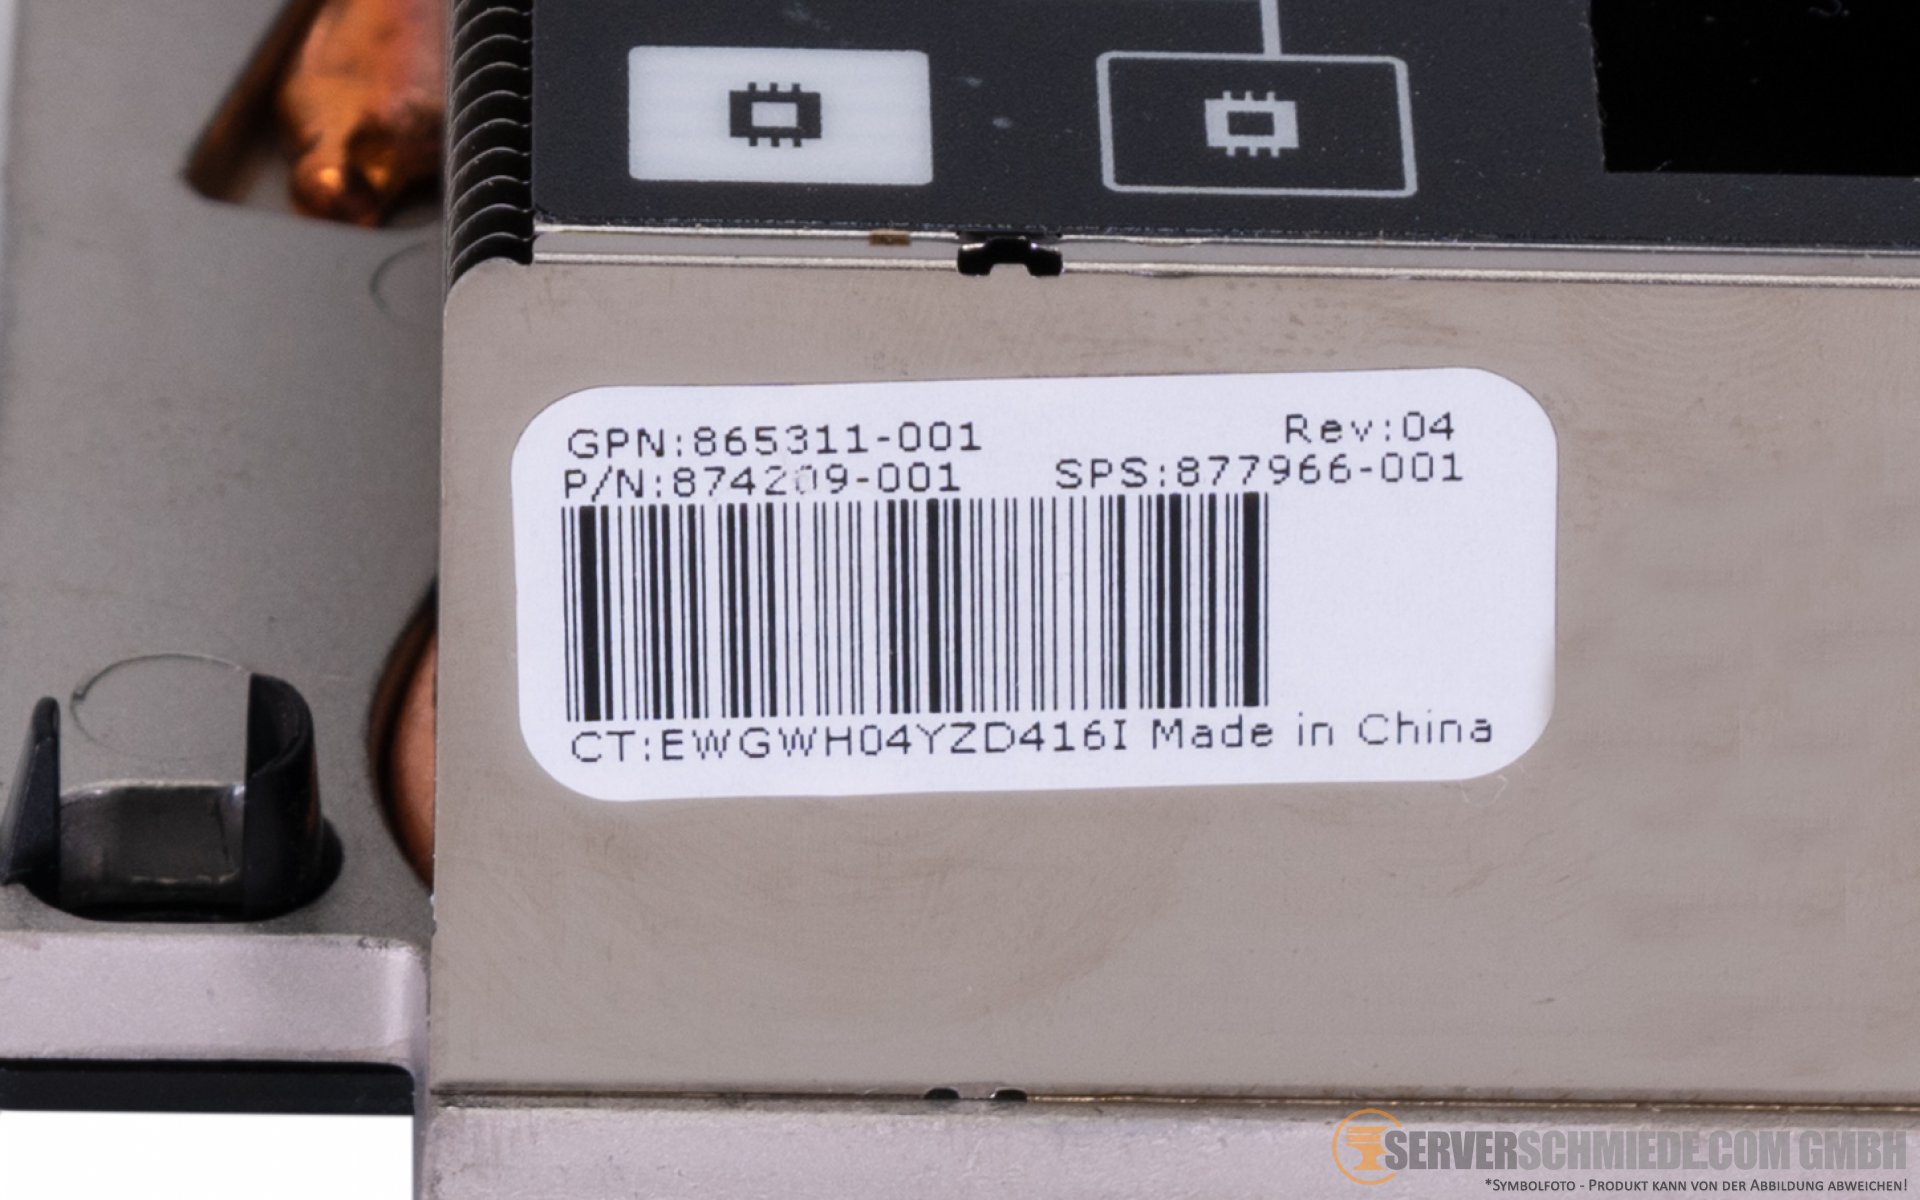 GPN:865311-001 Rev:04
P/N:874209-001 SPS:877966-001
CT:EWGWH04YZD416I Made in China
SERVERSCHMIEDE.COM GMBH
*Symbolfoto - Produkt kann von der Abbildung abweichen!